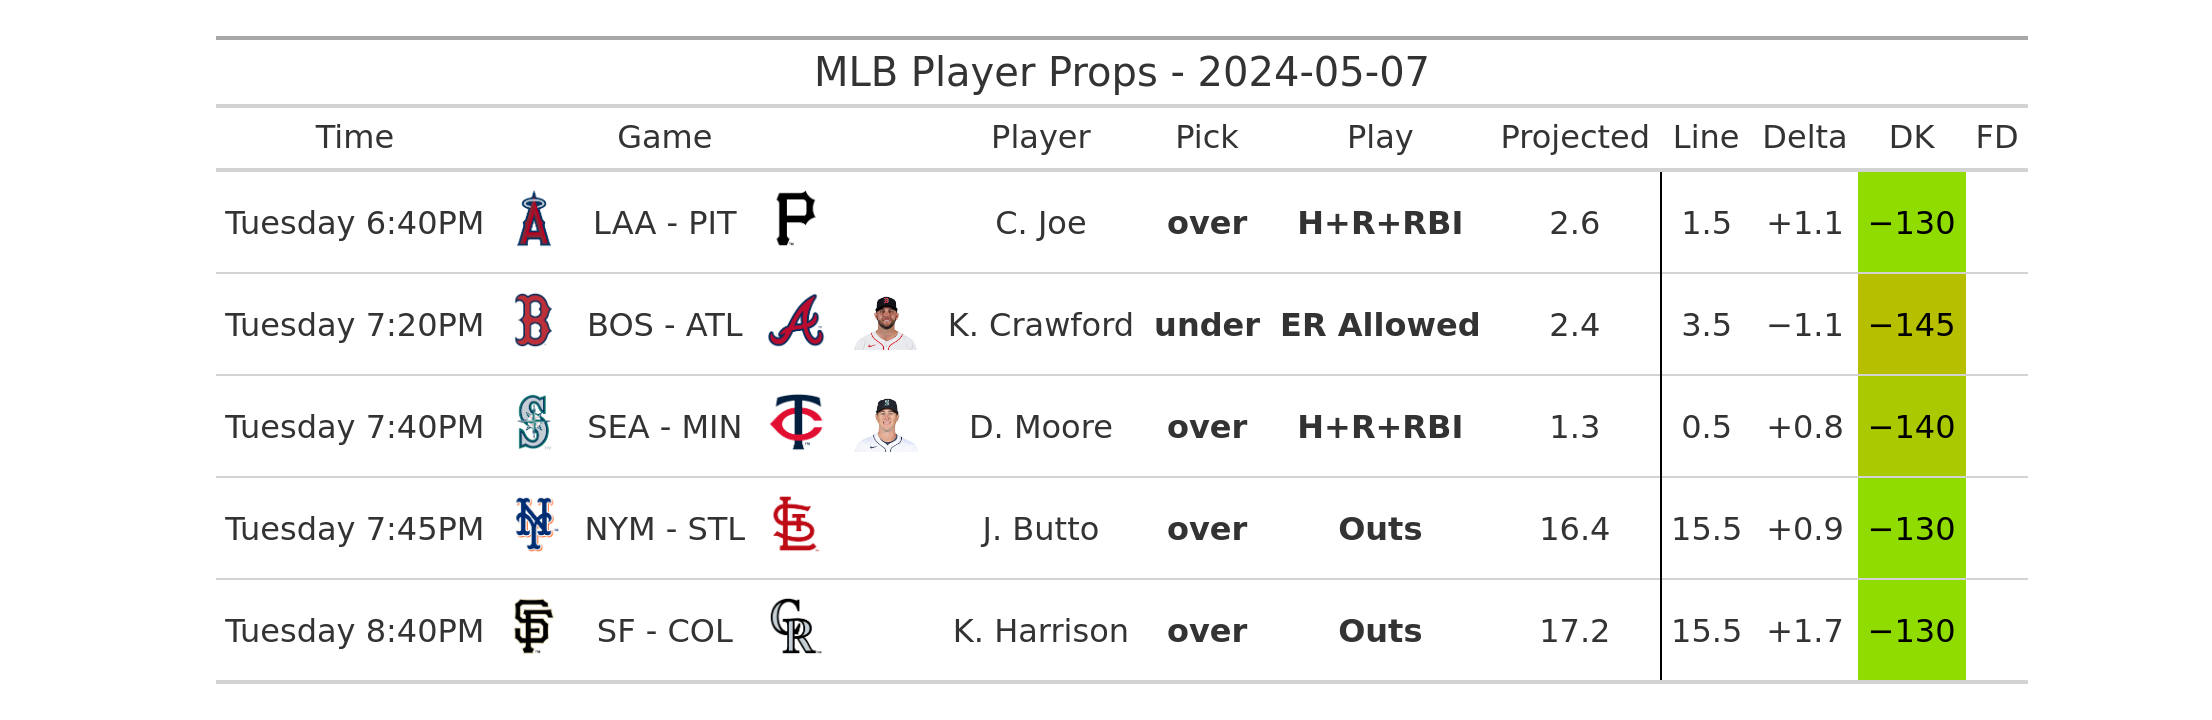 MLB Player Props - 2024-05-07
Time Game Player Pick Play Projected Line Delta DK FD
Tuesday 6:40PM LAA - PIT C. Joe over H+R+RBI 2.6 1.5 +1.1 −130
Tuesday 7:20PM BOS - ATL K. Crawford under ER Allowed 2.4 3.5 −1.1 −145
Tuesday 7:40PM SEA - MIN D. Moore over H+R+RBI 1.3 0.5 +0.8 −140
Tuesday 7:45PM NYM - STL J. Butto over Outs 16.4 15.5 +0.9 −130
Tuesday 8:40PM SF - COL K. Harrison over Outs 17.2 15.5 +1.7 −130